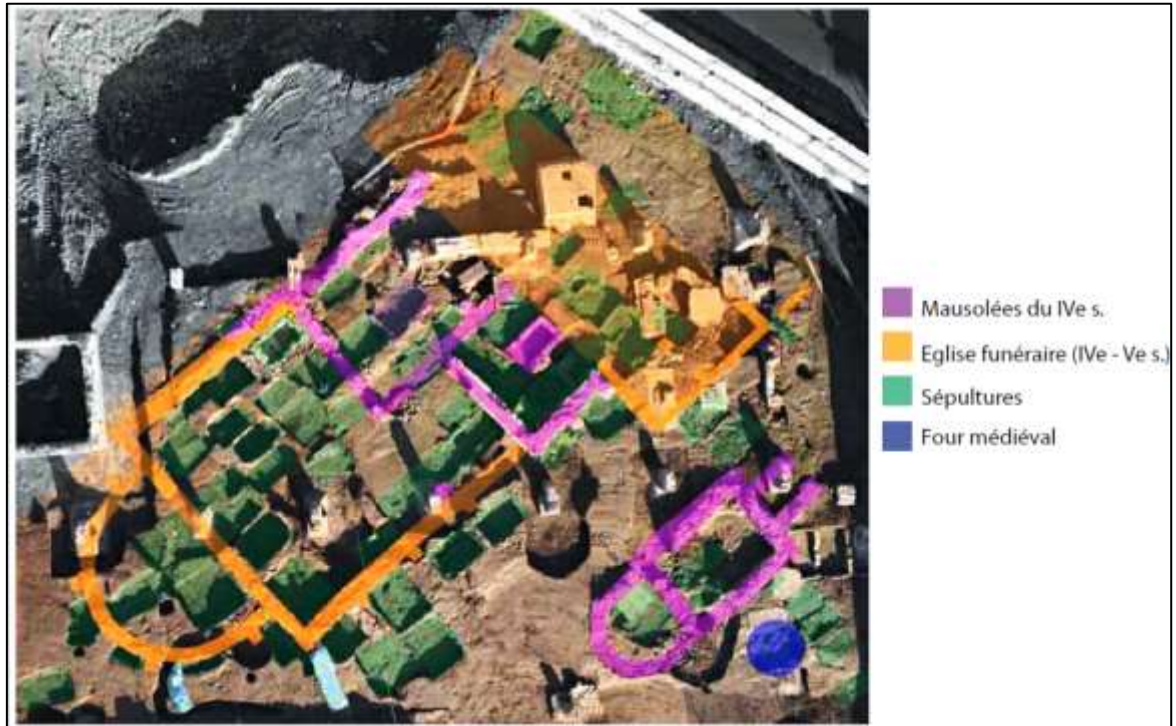 Mausolées du IVe s.
Eglise funéraire (IVe - Ve s.)
Sépultures
Four médiéval